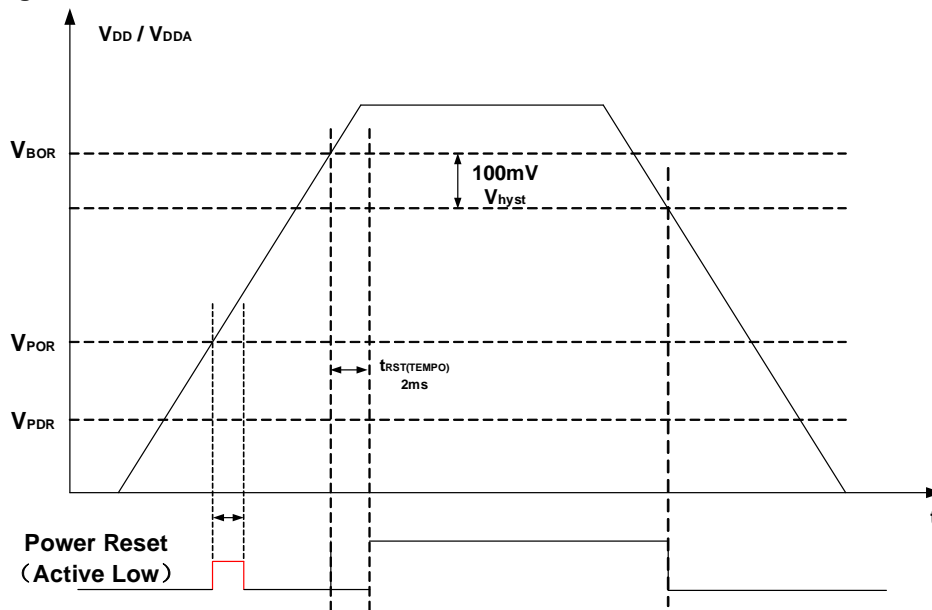 VDD / VDDA
VBOR
100mV
Vhyst
VPOR
tRST(TEMPO)
2ms
VPDR
t
Power Reset
（Active Low）